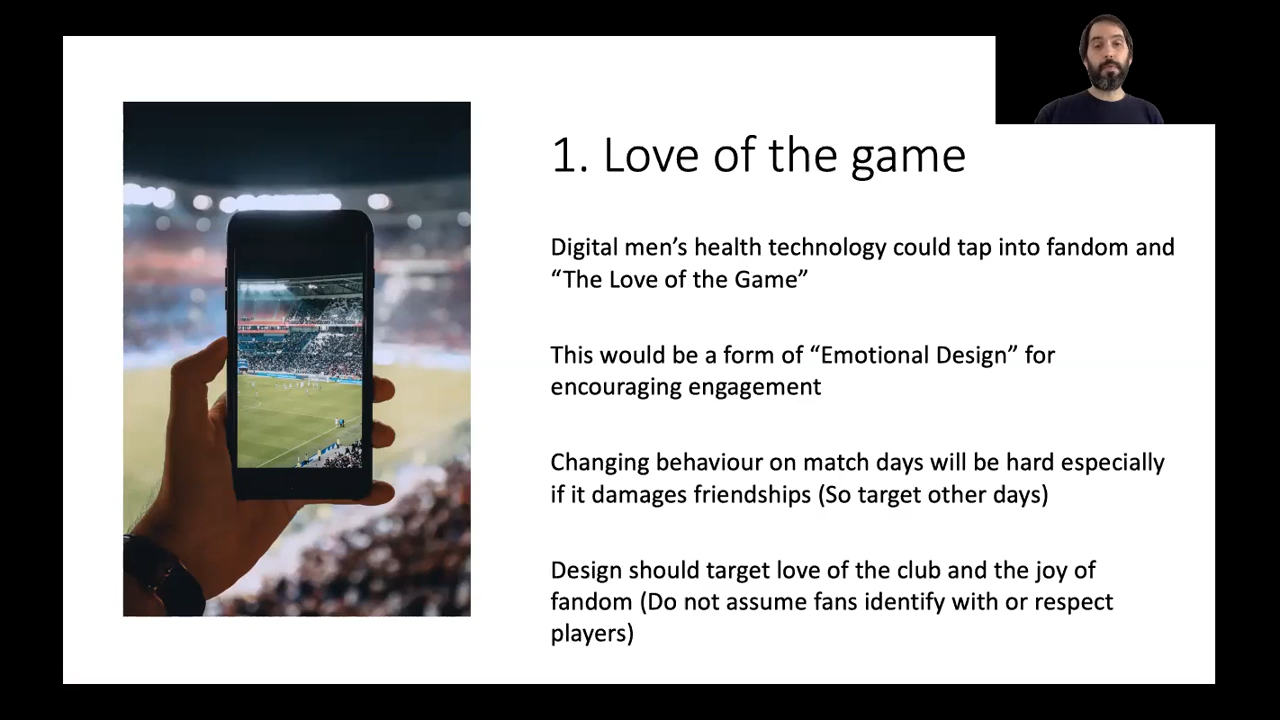 1. Love of the game
Digital men’s health technology could tap into fandom and
“The Love of the Game”
This would be a form of “Emotional Design” for
encouraging engagement
Changing behaviour on match days will be hard especially
if it damages friendships (So target other days)
Design should target love of the club and the joy of
fandom (Do not assume fans identify with or respect
players)